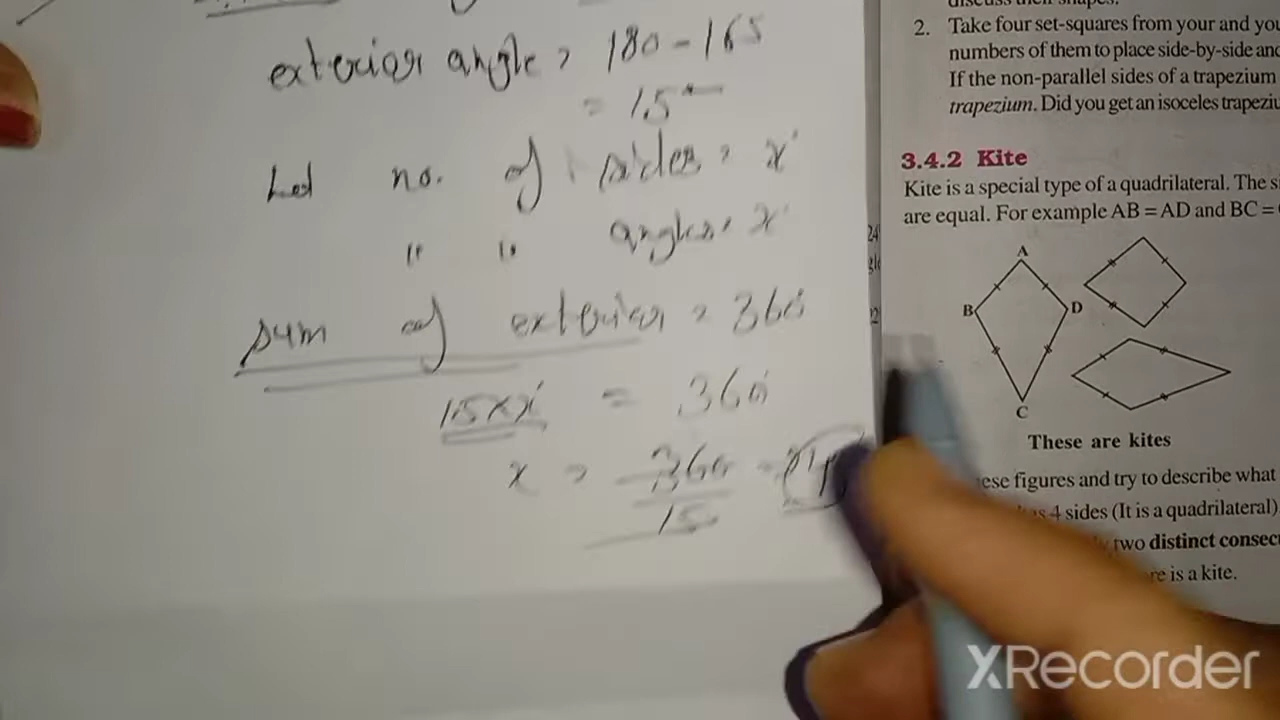 exterior angle = 180 - 165
= 15
Let no. of sides = x
" " angles = x
sum of exterior = 360
15 × x = 360
x = 360
15
discuss their shapes.
2. Take four set-squares from your and you
numbers of them to place side-by-side and
If the non-parallel sides of a trapezium
trapezium. Did you get an isoceles trapeziu
3.4.2 Kite
Kite is a special type of a quadrilateral. The s
are equal. For example AB = AD and BC =
A
B
D
C
These are kites
ese figures and try to describe what
4 sides (It is a quadrilateral)
two distinct consec
re is a kite.
XRecorder